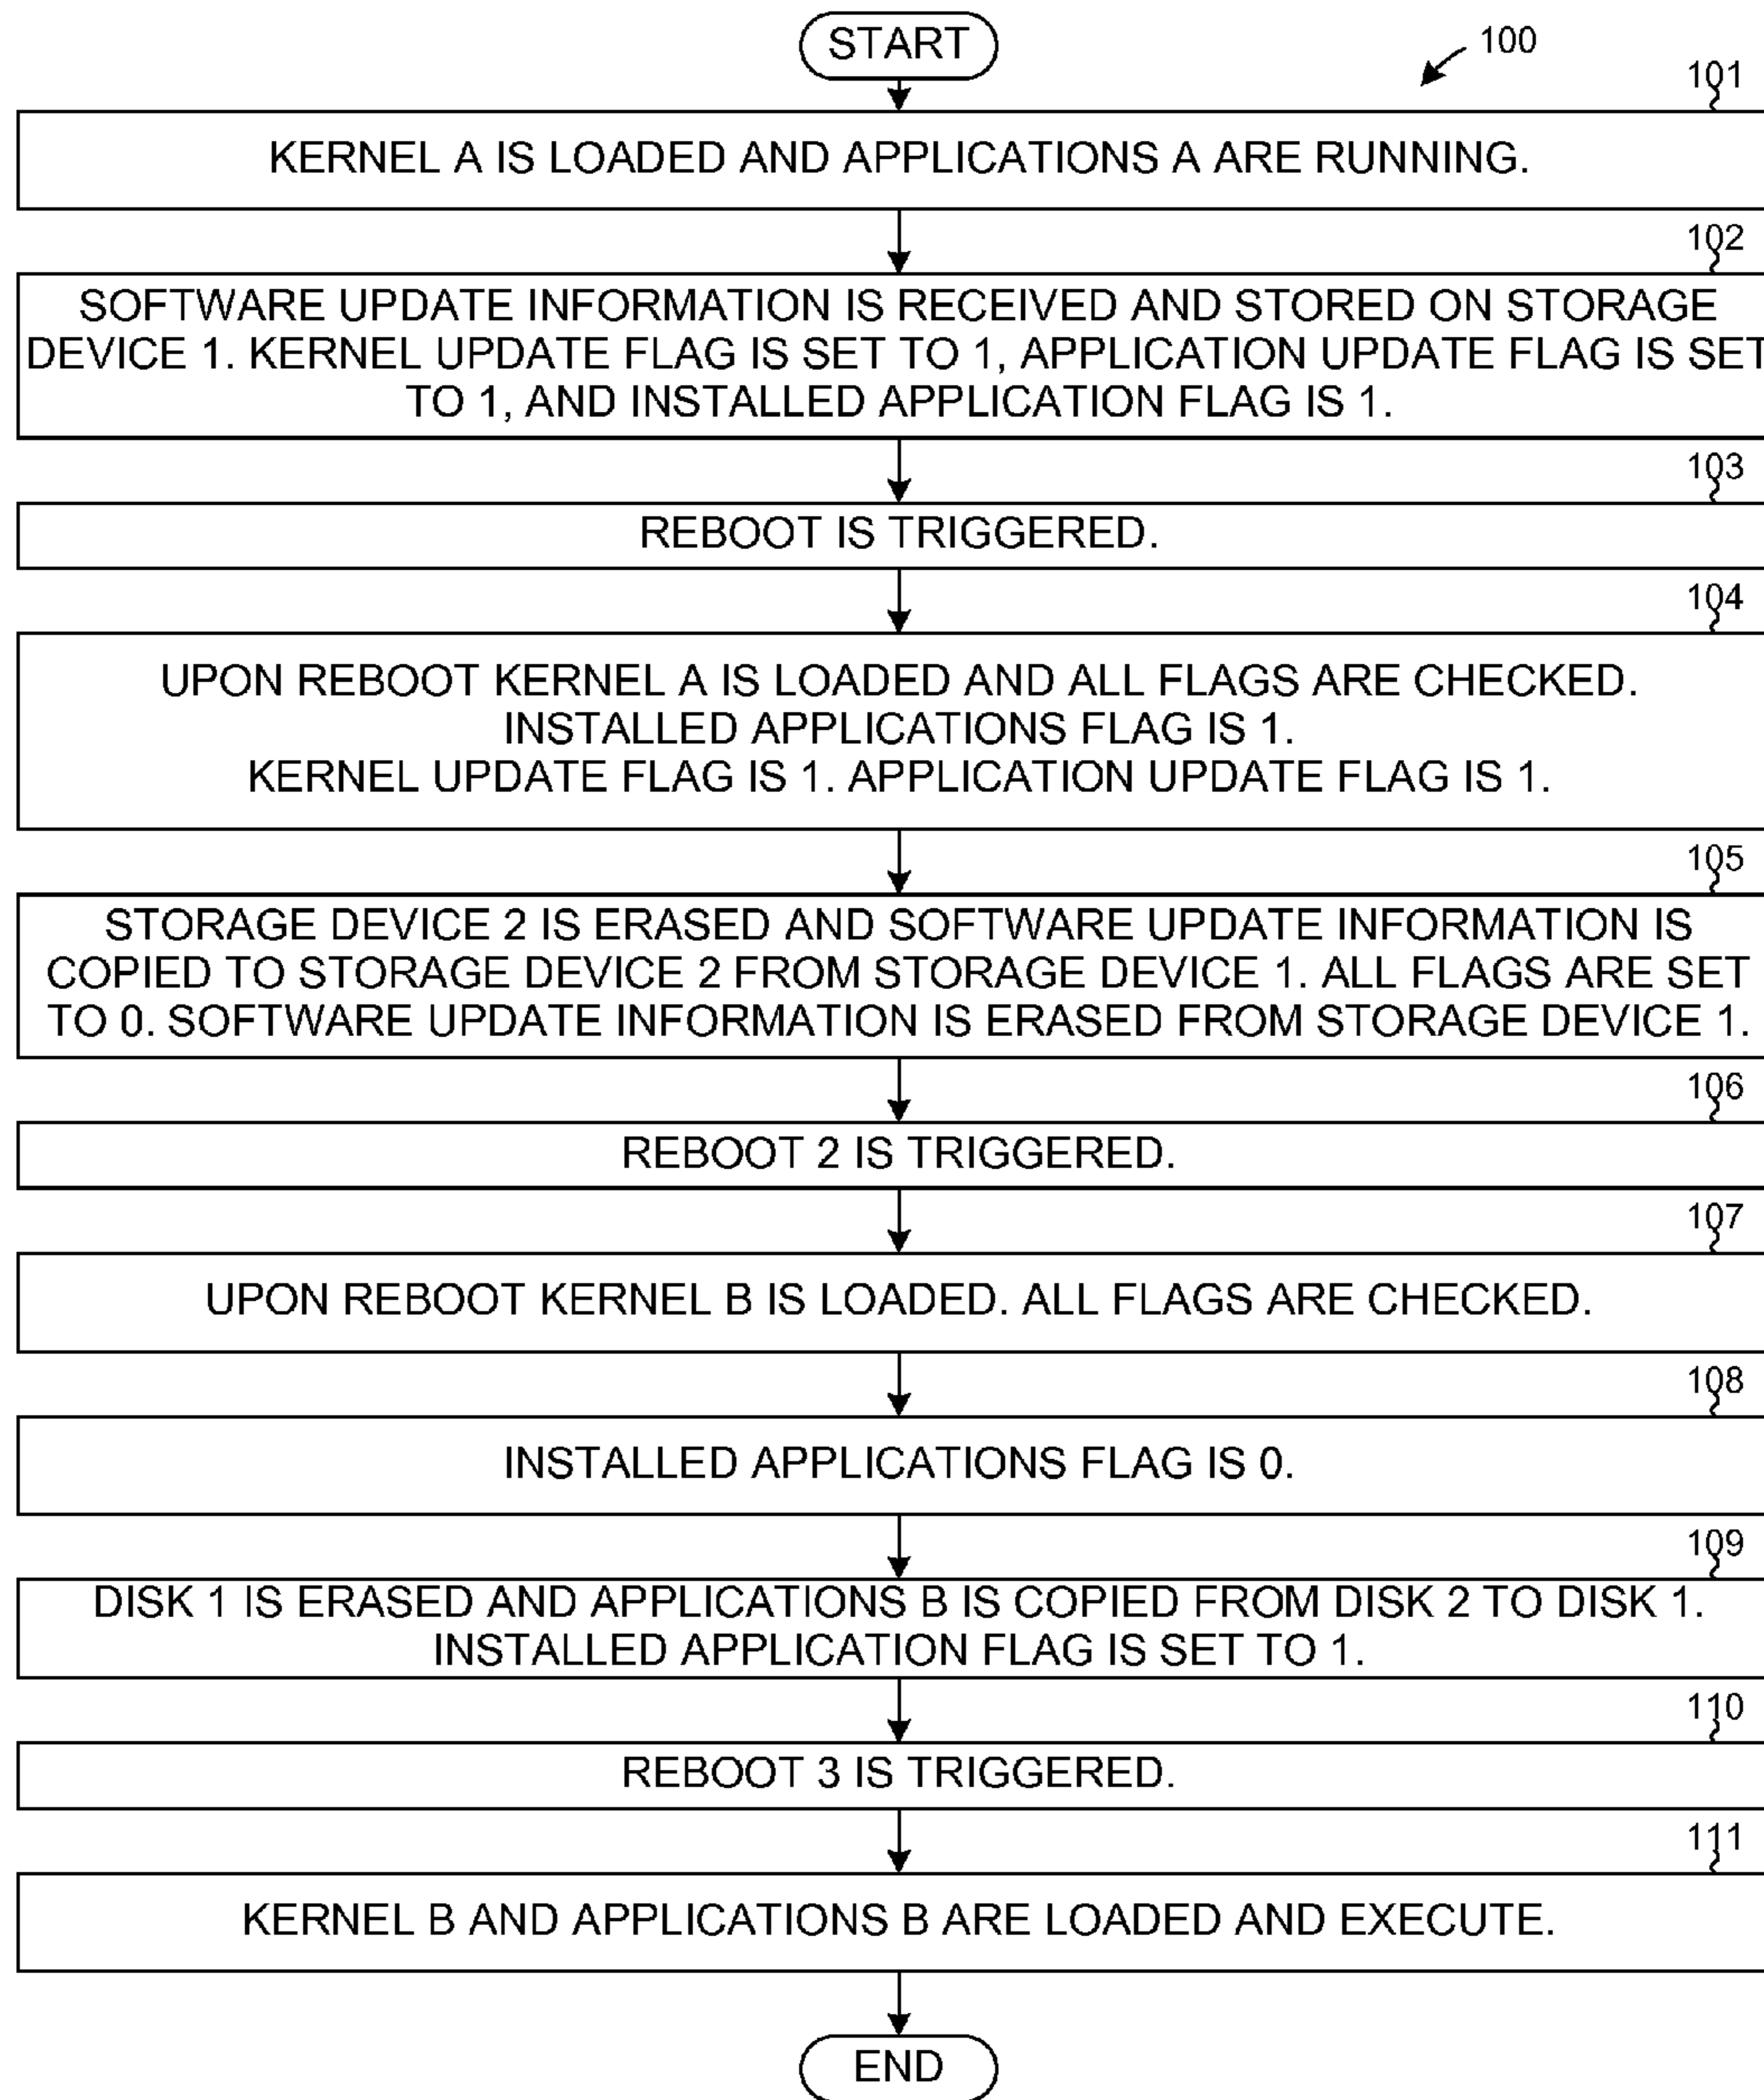 START
100
101
KERNEL A IS LOADED AND APPLICATIONS A ARE RUNNING.
102
SOFTWARE UPDATE INFORMATION IS RECEIVED AND STORED ON STORAGE
DEVICE 1. KERNEL UPDATE FLAG IS SET TO 1, APPLICATION UPDATE FLAG IS SET
TO 1, AND INSTALLED APPLICATION FLAG IS 1.
103
REBOOT IS TRIGGERED.
104
UPON REBOOT KERNEL A IS LOADED AND ALL FLAGS ARE CHECKED.
INSTALLED APPLICATIONS FLAG IS 1.
KERNEL UPDATE FLAG IS 1. APPLICATION UPDATE FLAG IS 1.
105
STORAGE DEVICE 2 IS ERASED AND SOFTWARE UPDATE INFORMATION IS
COPIED TO STORAGE DEVICE 2 FROM STORAGE DEVICE 1. ALL FLAGS ARE SET
TO 0. SOFTWARE UPDATE INFORMATION IS ERASED FROM STORAGE DEVICE 1.
106
REBOOT 2 IS TRIGGERED.
107
UPON REBOOT KERNEL B IS LOADED. ALL FLAGS ARE CHECKED.
108
INSTALLED APPLICATIONS FLAG IS 0.
109
DISK 1 IS ERASED AND APPLICATIONS B IS COPIED FROM DISK 2 TO DISK 1.
INSTALLED APPLICATION FLAG IS SET TO 1.
110
REBOOT 3 IS TRIGGERED.
111
KERNEL B AND APPLICATIONS B ARE LOADED AND EXECUTE.
END